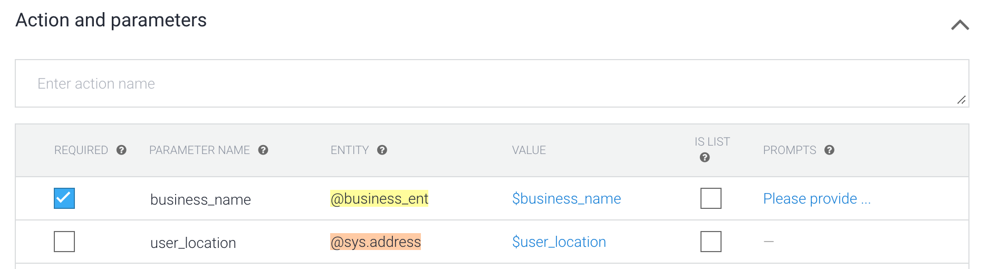 Action and parameters
Enter action name
REQUIRED ? PARAMETER NAME ? ENTITY ? VALUE IS LIST ? PROMPTS ?
business_name @business_ent $business_name Please provide ...
user_location @sys.address $user_location —